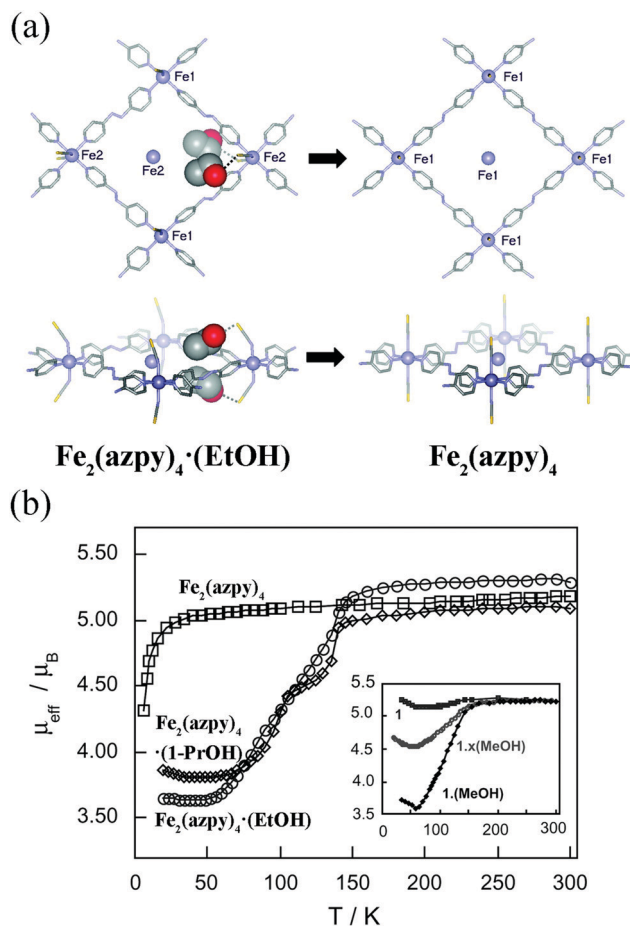 (a)
Fe1
Fe1
Fe2
Fe2
Fe2
Fe1
Fe1
Fe1
Fe1
Fe1
Fe₂(azpy)₄·(EtOH)
Fe₂(azpy)₄
(b)
5.50
5.00
4.50
4.00
3.50
μeff / μB
Fe₂(azpy)₄
Fe₂(azpy)₄
·(1-PrOH)
Fe₂(azpy)₄·(EtOH)
5.5
5.0
4.5
4.0
3.5
1
1.x(MeOH)
1.(MeOH)
0 100 200 300
0 50 100 150 200 250 300
T / K